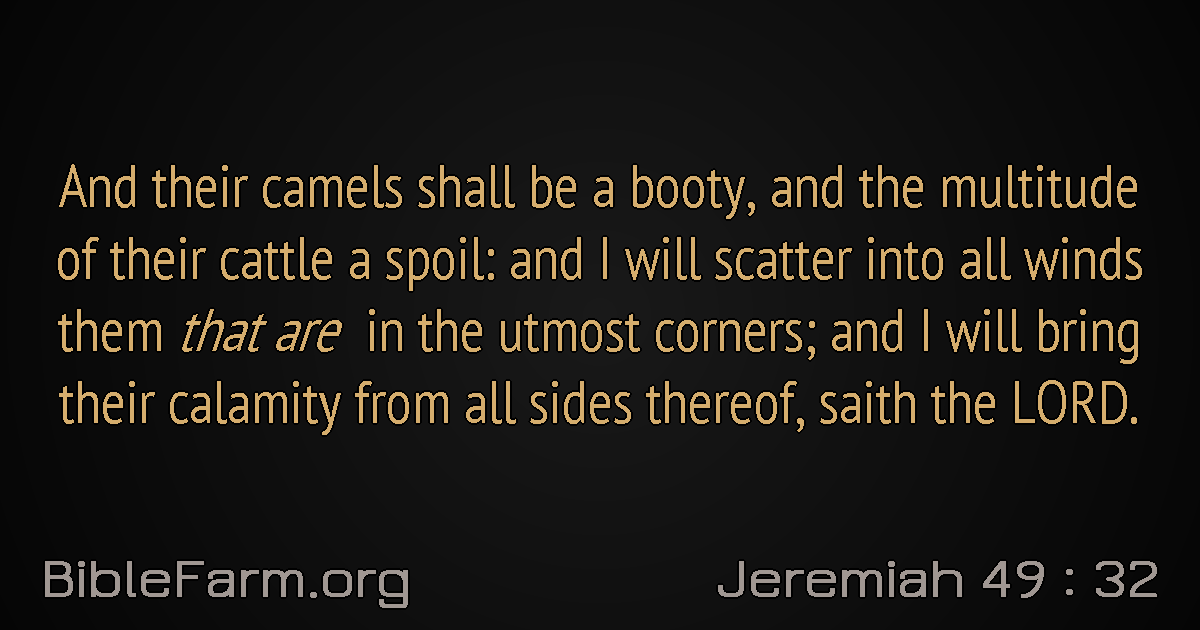 And their camels shall be a booty, and the multitude
of their cattle a spoil: and I will scatter into all winds
them that are in the utmost corners; and I will bring
their calamity from all sides thereof, saith the LORD.
BibleFarm.org
Jeremiah 49 : 32